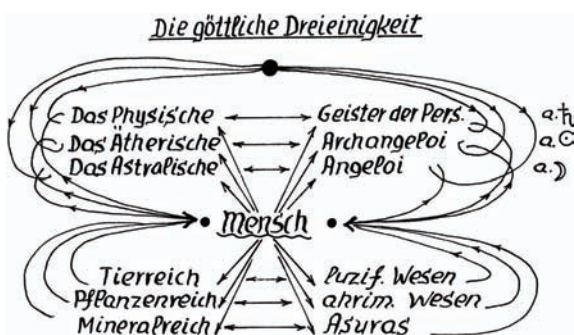 Die göttliche Dreieinigkeit
Das Physische Geister der Pers. a.♄
Das Ätherische Archangeloi a.☉
Das Astralische Angeloi a.☽
Mensch
Tierreich luzif. Wesen
Pflanzenreich ahrim. Wesen
Mineralreich Asuras